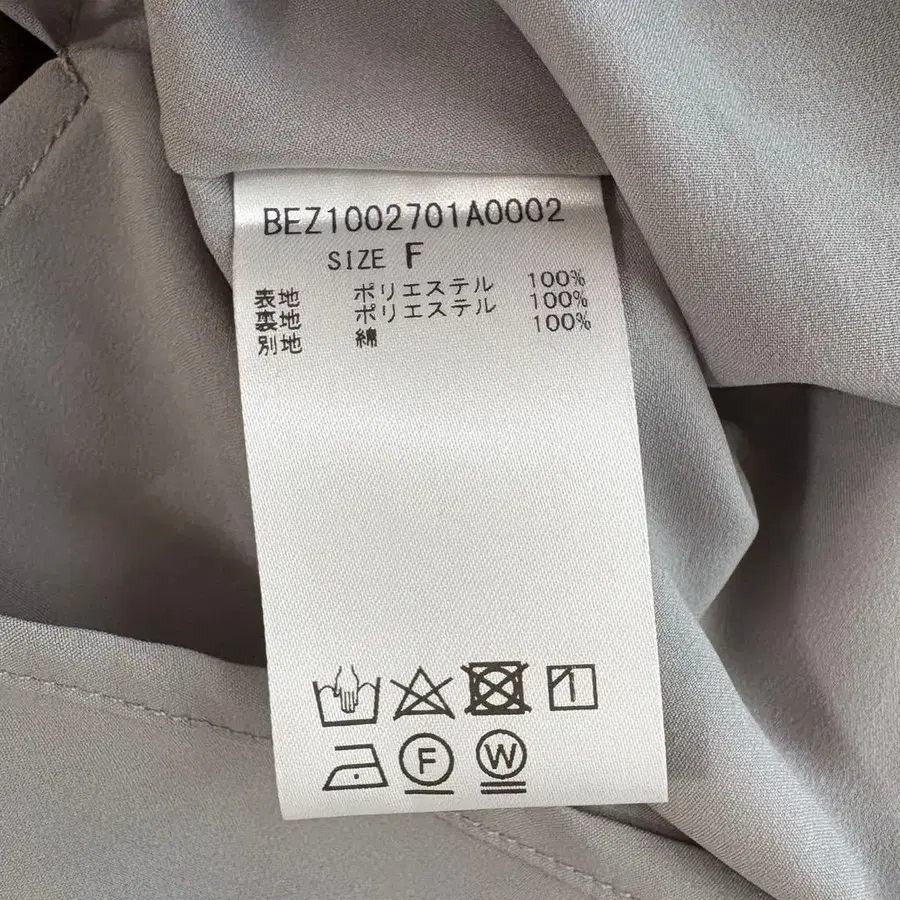 BEZ1002701A0002
SIZE F
表地 ポリエステル 100%
裏地 ポリエステル 100%
別地 綿 100%
F W